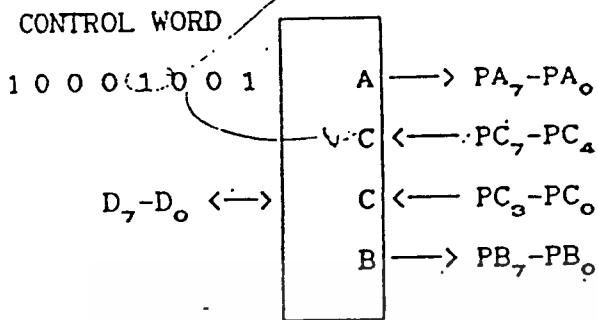 CONTROL WORD
1 0 0 0 1 0 0 1
A → PA₇-PA₀
C ← PC₇-PC₄
D₇-D₀ ↔ C ← PC₃-PC₀
B → PB₇-PB₀